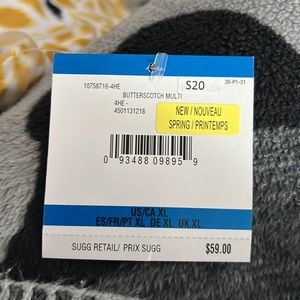 10758716-4HE
S20
35-P1-31
BUTTERSCOTCH MULTI
4HE -
4501131218
NEW / NOUVEAU
SPRING / PRINTEMPS
0 93488 09895 9
US/CA XL
ES/FR/PT XL DE XL UK XL
SUGG RETAIL/ PRIX SUGG
$59.00